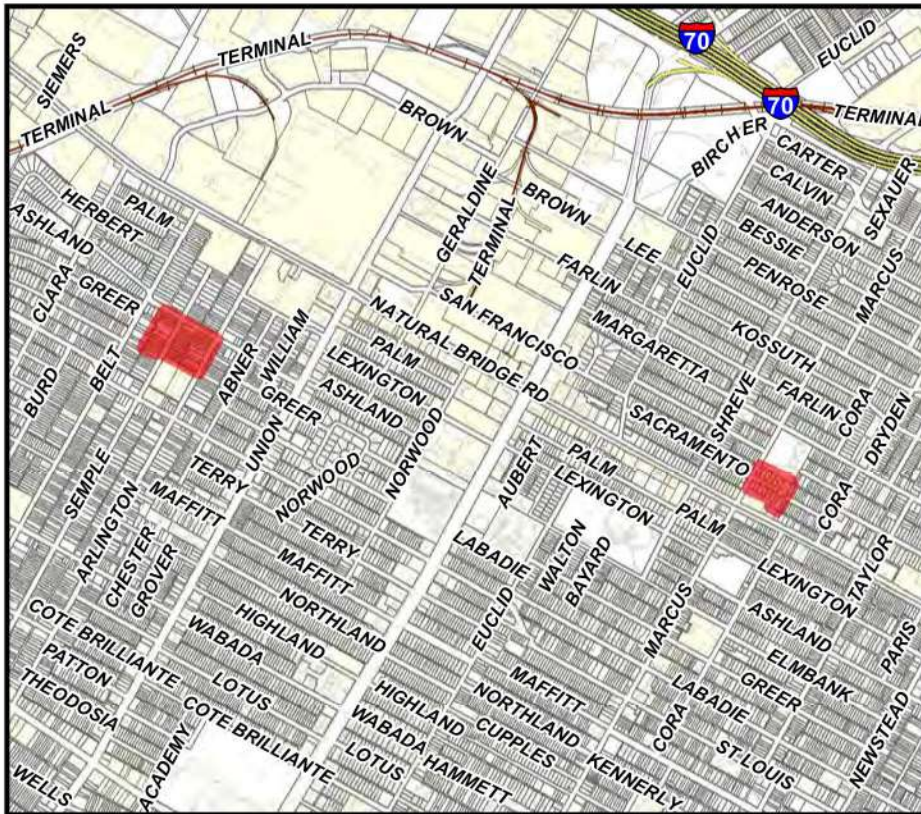 70
EUCLID
SIEMERS
TERMINAL
70
TERMINAL
TERMINAL
BROWN
BIRCHER
CARTER
CALVIN
SEXAUER
ANDERSON
BESSIE
PENROSE
MARCUS
GERALDINE
TERMINAL
BROWN
LEE
EUCLID
FARLIN
PALM
HERBERT
ASHLAND
CLARA
GREER
BURD
BELT
ABNER
WILLIAM
UNION
GREER
PALM
LEXINGTON
ASHLAND
NATURAL BRIDGE RD
SAN FRANCISCO
MARGARETTA
KOSSUTH
FARLIN
CORA
DRYDEN
SHREVE
SACRAMENTO
NORWOOD
NORWOOD
AUBERT
PALM
LEXINGTON
PALM
CORA
TAYLOR
SEMPLE
ARLINGTON
TERRY
MAFFITT
CHESTER
GROVER
TERRY
MAFFITT
NORTHLAND
HIGHLAND
WABADA
LOTUS
COTE BRILLIANTE
LABADIE
EUCLID
WALTON
BAYARD
MARCUS
LEXINGTON
ASHLAND
ELMBANK
GREER
PARIS
COTE BRILLIANTE
PATTON
THEODOSIA
WELLS
ACADEMY
HIGHLAND
WABADA
LOTUS
MAFFITT
NORTHLAND
CUPPLES
HAMMETT
KENNERLY
CORA
LABADIE
ST.LOUIS
NEWSTEAD